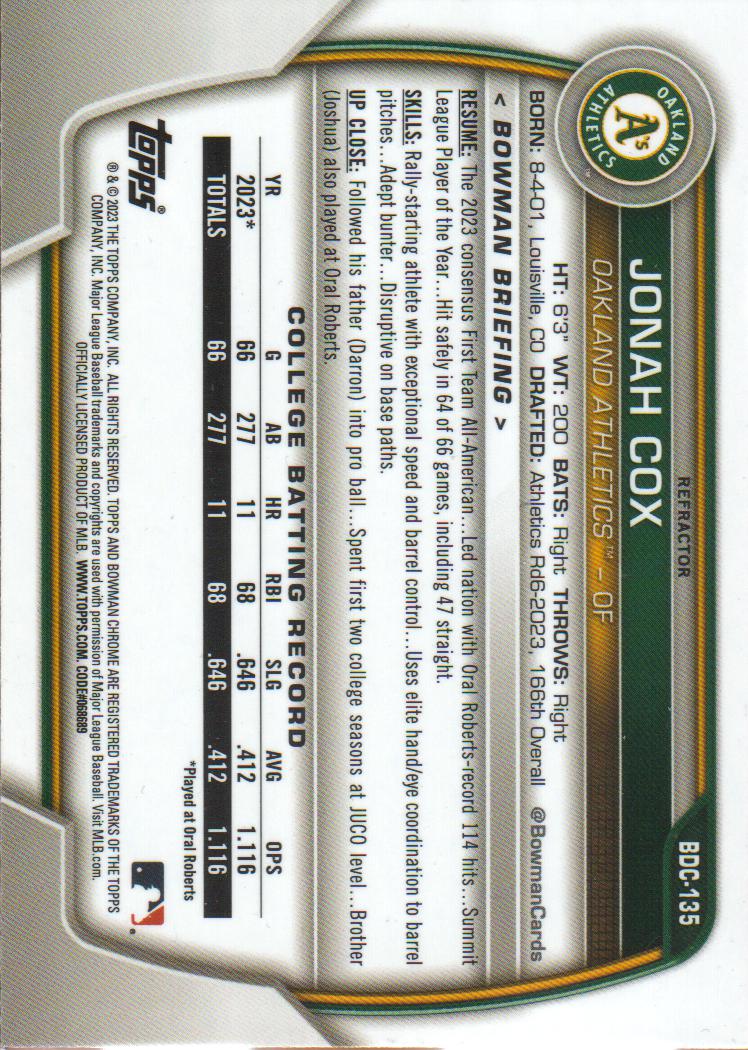 REFRACTOR
BDC-135
OAKLAND
A's
ATHLETICS
JONAH COX
OAKLAND ATHLETICS™ – OF
HT: 6'3" WT: 200 BATS: Right THROWS: Right
BORN: 8-4-01, Louisville, CO DRAFTED: Athletics Rd6-2023, 166th Overall @BowmanCards
< BOWMAN BRIEFING >
RESUME: The 2023 consensus First Team All-American...Led nation with Oral Roberts-record 114 hits...Summit
League Player of the Year...Hit safely in 64 of 66 games, including 47 straight.
SKILLS: Rally-starting athlete with exceptional speed and barrel control...Uses elite hand/eye coordination to barrel
pitches...Adept bunter...Disruptive on base paths.
UP CLOSE: Followed his father (Darron) into pro ball...Spent first two college seasons at JUCO level...Brother
(Joshua) also played at Oral Roberts.
COLLEGE BATTING RECORD
YR G AB HR RBI SLG AVG OPS
2023* 66 277 11 68 .646 .412 1.116
TOTALS 66 277 11 68 .646 .412 1.116
*Played at Oral Roberts
topps®
® & © 2023 THE TOPPS COMPANY, INC. ALL RIGHTS RESERVED. TOPPS AND BOWMAN CHROME ARE REGISTERED TRADEMARKS OF THE TOPPS
COMPANY, INC. Major League Baseball trademarks and copyrights are used with permission of Major League Baseball. Visit MLB.com.
OFFICIALLY LICENSED PRODUCT OF MLB. WWW.TOPPS.COM. CODE#068689